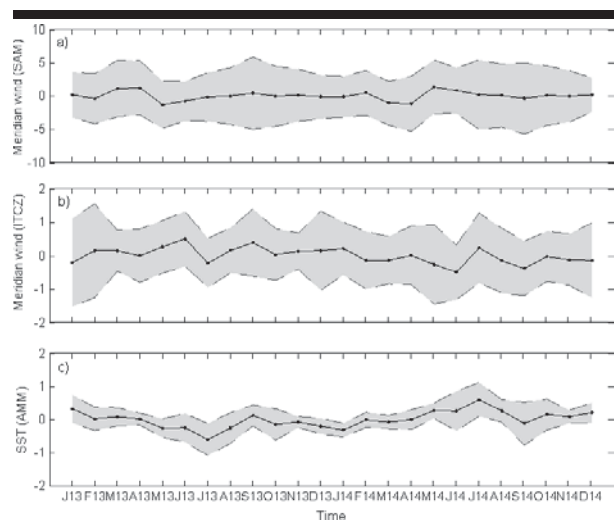 a)
Meridian wind (SAM)
10
5
0
-5
-10
b)
Meridian wind (ITCZ)
2
1
0
-1
-2
c)
SST (AMM)
2
1
0
-1
-2
J13 F13 M13 A13 M13 J13 J13 A13 S13 O13 N13 D13 J14 F14 M14 A14 M14 J14 J14 A14 S14 O14 N14 D14
Time